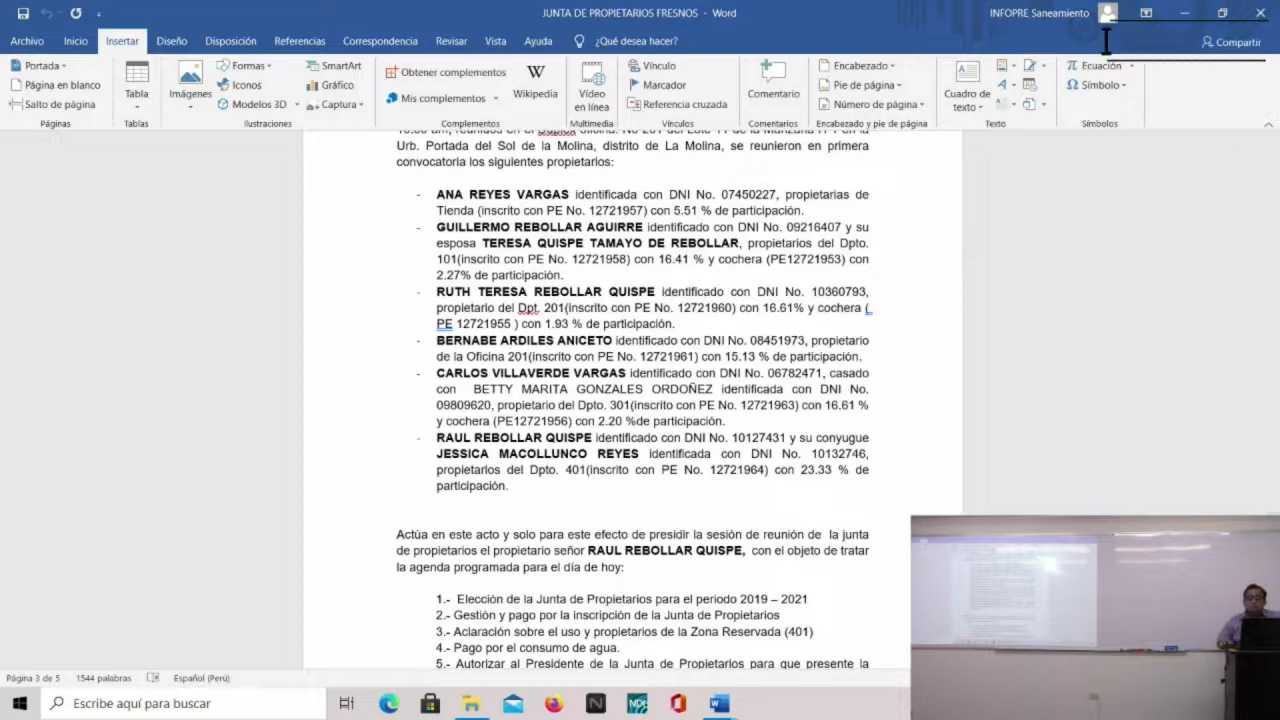 JUNTA DE PROPIETARIOS FRESNOS - Word
INFOPRE Saneamiento
Archivo Inicio Insertar Diseño Disposición Referencias Correspondencia Revisar Vista Ayuda ¿Qué desea hacer? Compartir
Portada
Página en blanco
Salto de página
Páginas
Tabla
Tablas
Imágenes
Formas
Iconos
Modelos 3D
SmartArt
Gráfico
Captura
Ilustraciones
Obtener complementos
Mis complementos
Wikipedia
Complementos
Vídeo
en línea
Multimedia
Vínculo
Marcador
Referencia cruzada
Vínculos
Comentario
Comentarios
Encabezado
Pie de página
Número de página
Encabezado y pie de página
Cuadro de
texto
Texto
Ecuación
Símbolo
Símbolos
Urb. Portada del Sol de la Molina, distrito de La Molina, se reunieron en primera
convocatoria los siguientes propietarios:
- ANA REYES VARGAS identificada con DNI No. 07450227, propietarias de
Tienda (inscrito con PE No. 12721957) con 5.51 % de participación.
- GUILLERMO REBOLLAR AGUIRRE identificado con DNI No. 09216407 y su
esposa TERESA QUISPE TAMAYO DE REBOLLAR, propietarios del Dpto.
101(inscrito con PE No. 12721958) con 16.41 % y cochera (PE12721953) con
2.27% de participación.
- RUTH TERESA REBOLLAR QUISPE identificado con DNI No. 10360793,
propietario del Dpt. 201(inscrito con PE No. 12721960) con 16.61% y cochera (
PE 12721955 ) con 1.93 % de participación.
- BERNABE ARDILES ANICETO identificado con DNI No. 08451973, propietario
de la Oficina 201(inscrito con PE No. 12721961) con 15.13 % de participación.
- CARLOS VILLAVERDE VARGAS identificado con DNI No. 06782471, casado
con BETTY MARITA GONZALES ORDOÑEZ identificada con DNI No.
09809620, propietario del Dpto. 301(inscrito con PE No. 12721963) con 16.61 %
y cochera (PE12721956) con 2.20 %de participación.
- RAUL REBOLLAR QUISPE identificado con DNI No. 10127431 y su conyugue
JESSICA MACOLLUNCO REYES identificada con DNI No. 10132746,
propietarios del Dpto. 401(inscrito con PE No. 12721964) con 23.33 % de
participación.
Actúa en este acto y solo para este efecto de presidir la sesión de reunión de la junta
de propietarios el propietario señor RAUL REBOLLAR QUISPE, con el objeto de tratar
la agenda programada para el día de hoy:
1.- Elección de la Junta de Propietarios para el periodo 2019 – 2021
2.- Gestión y pago por la inscripción de la Junta de Propietarios
3.- Aclaración sobre el uso y propietarios de la Zona Reservada (401)
4.- Pago por el consumo de agua.
5.- Autorizar al Presidente de la Junta de Propietarios para que presente la
Página 3 de 5 1544 palabras Español (Perú)
Escribe aquí para buscar